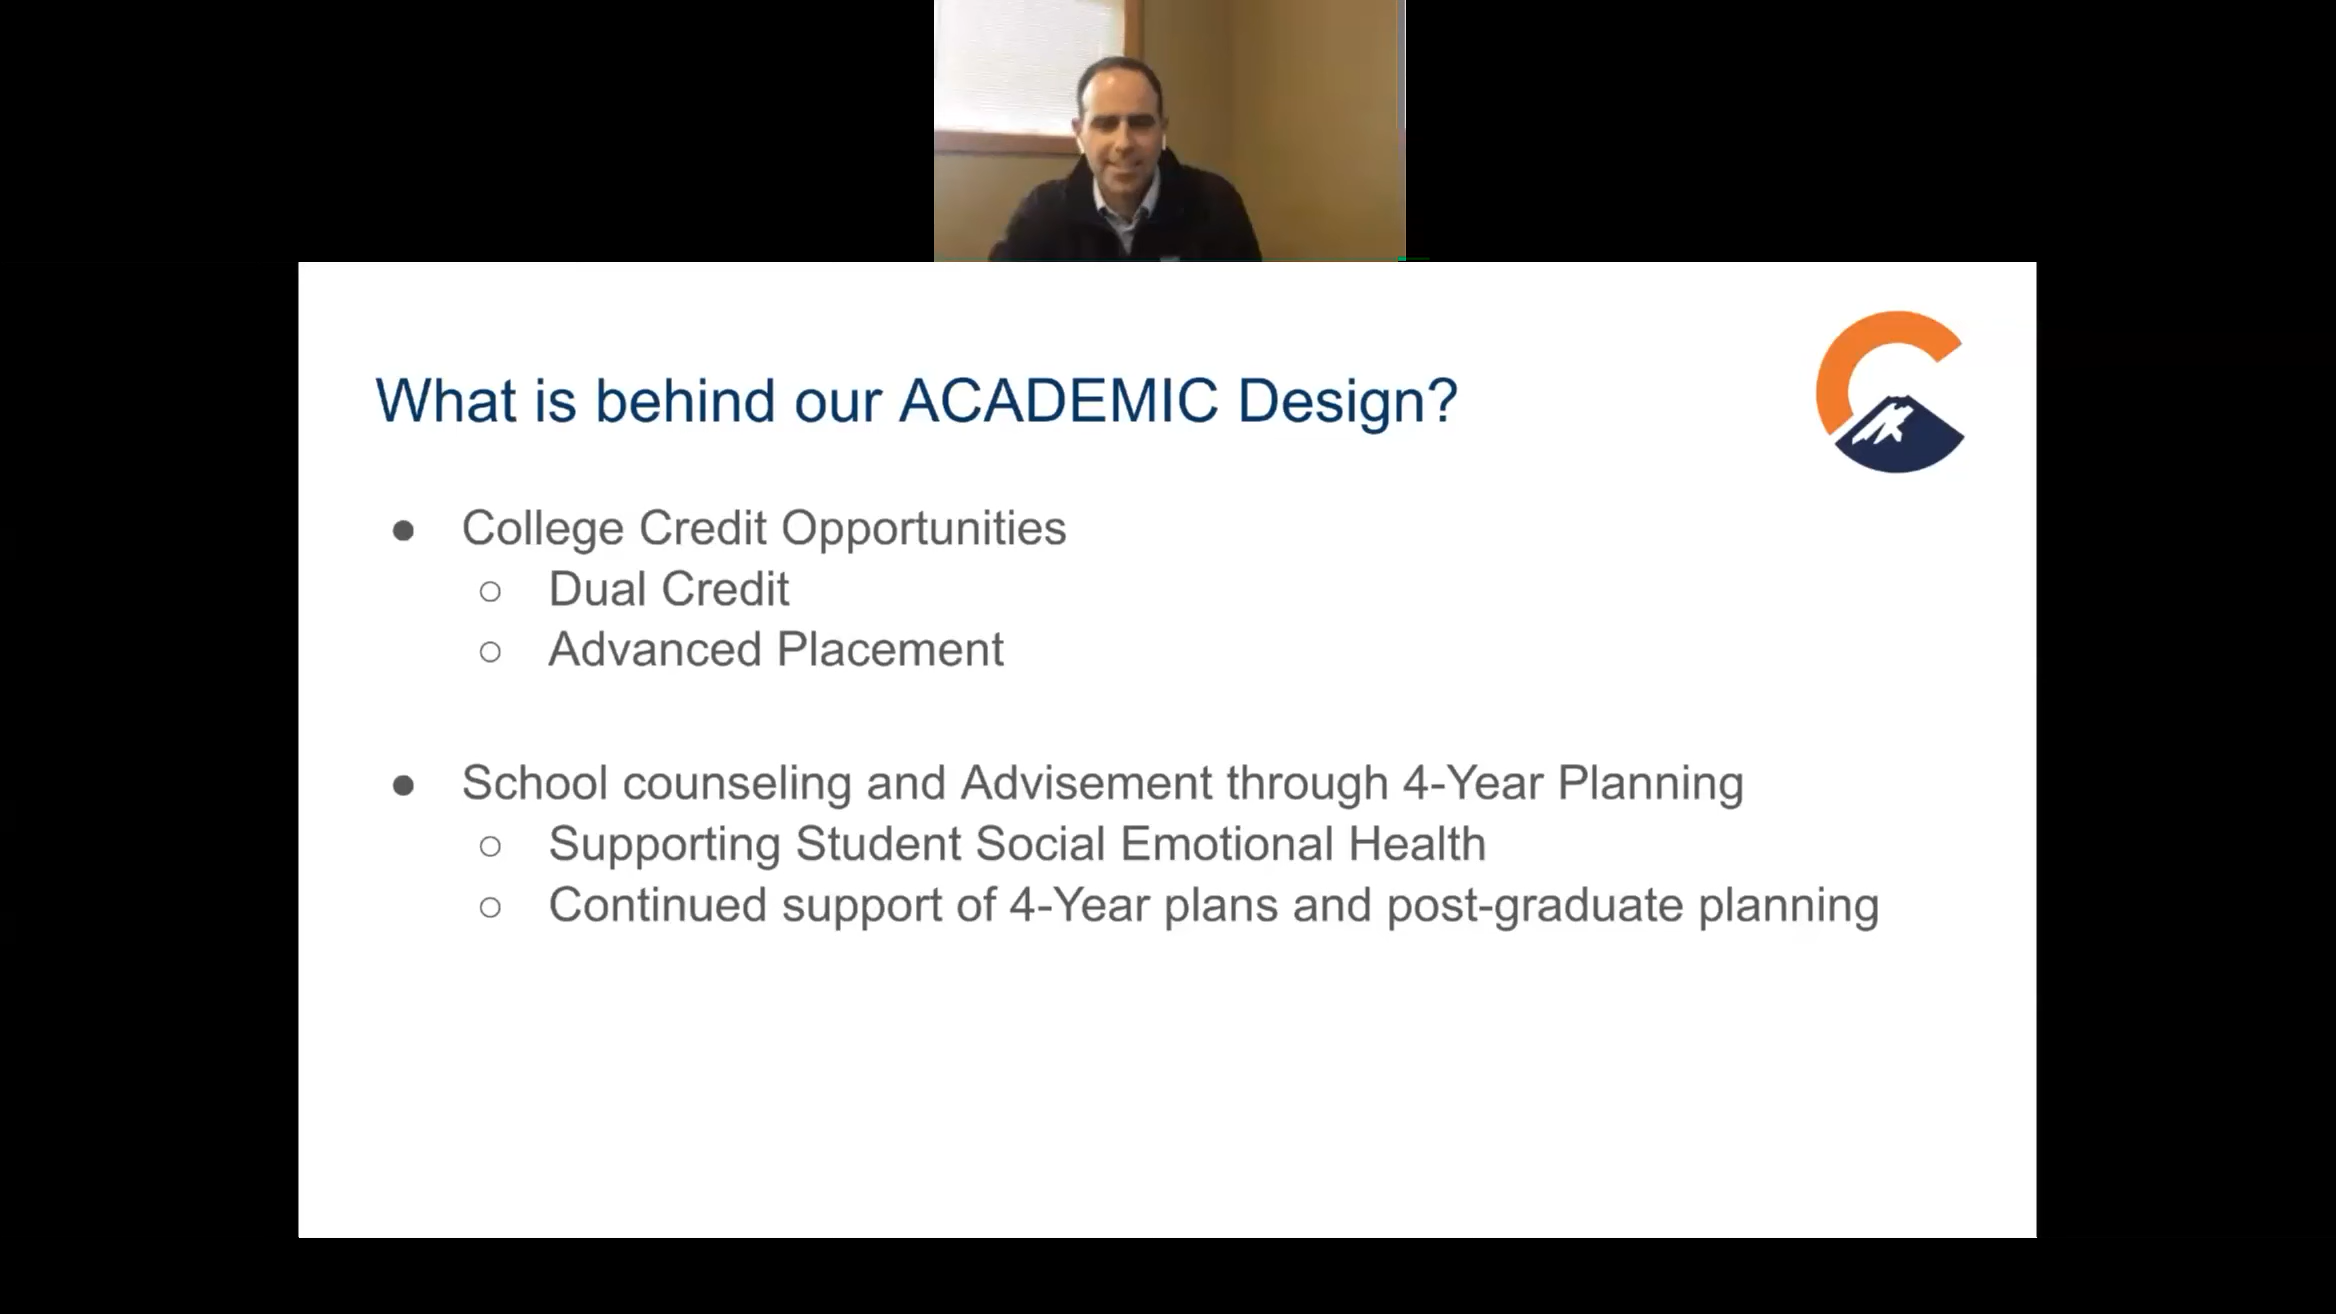 What is behind our ACADEMIC Design?
● College Credit Opportunities
○ Dual Credit
○ Advanced Placement
● School counseling and Advisement through 4-Year Planning
○ Supporting Student Social Emotional Health
○ Continued support of 4-Year plans and post-graduate planning